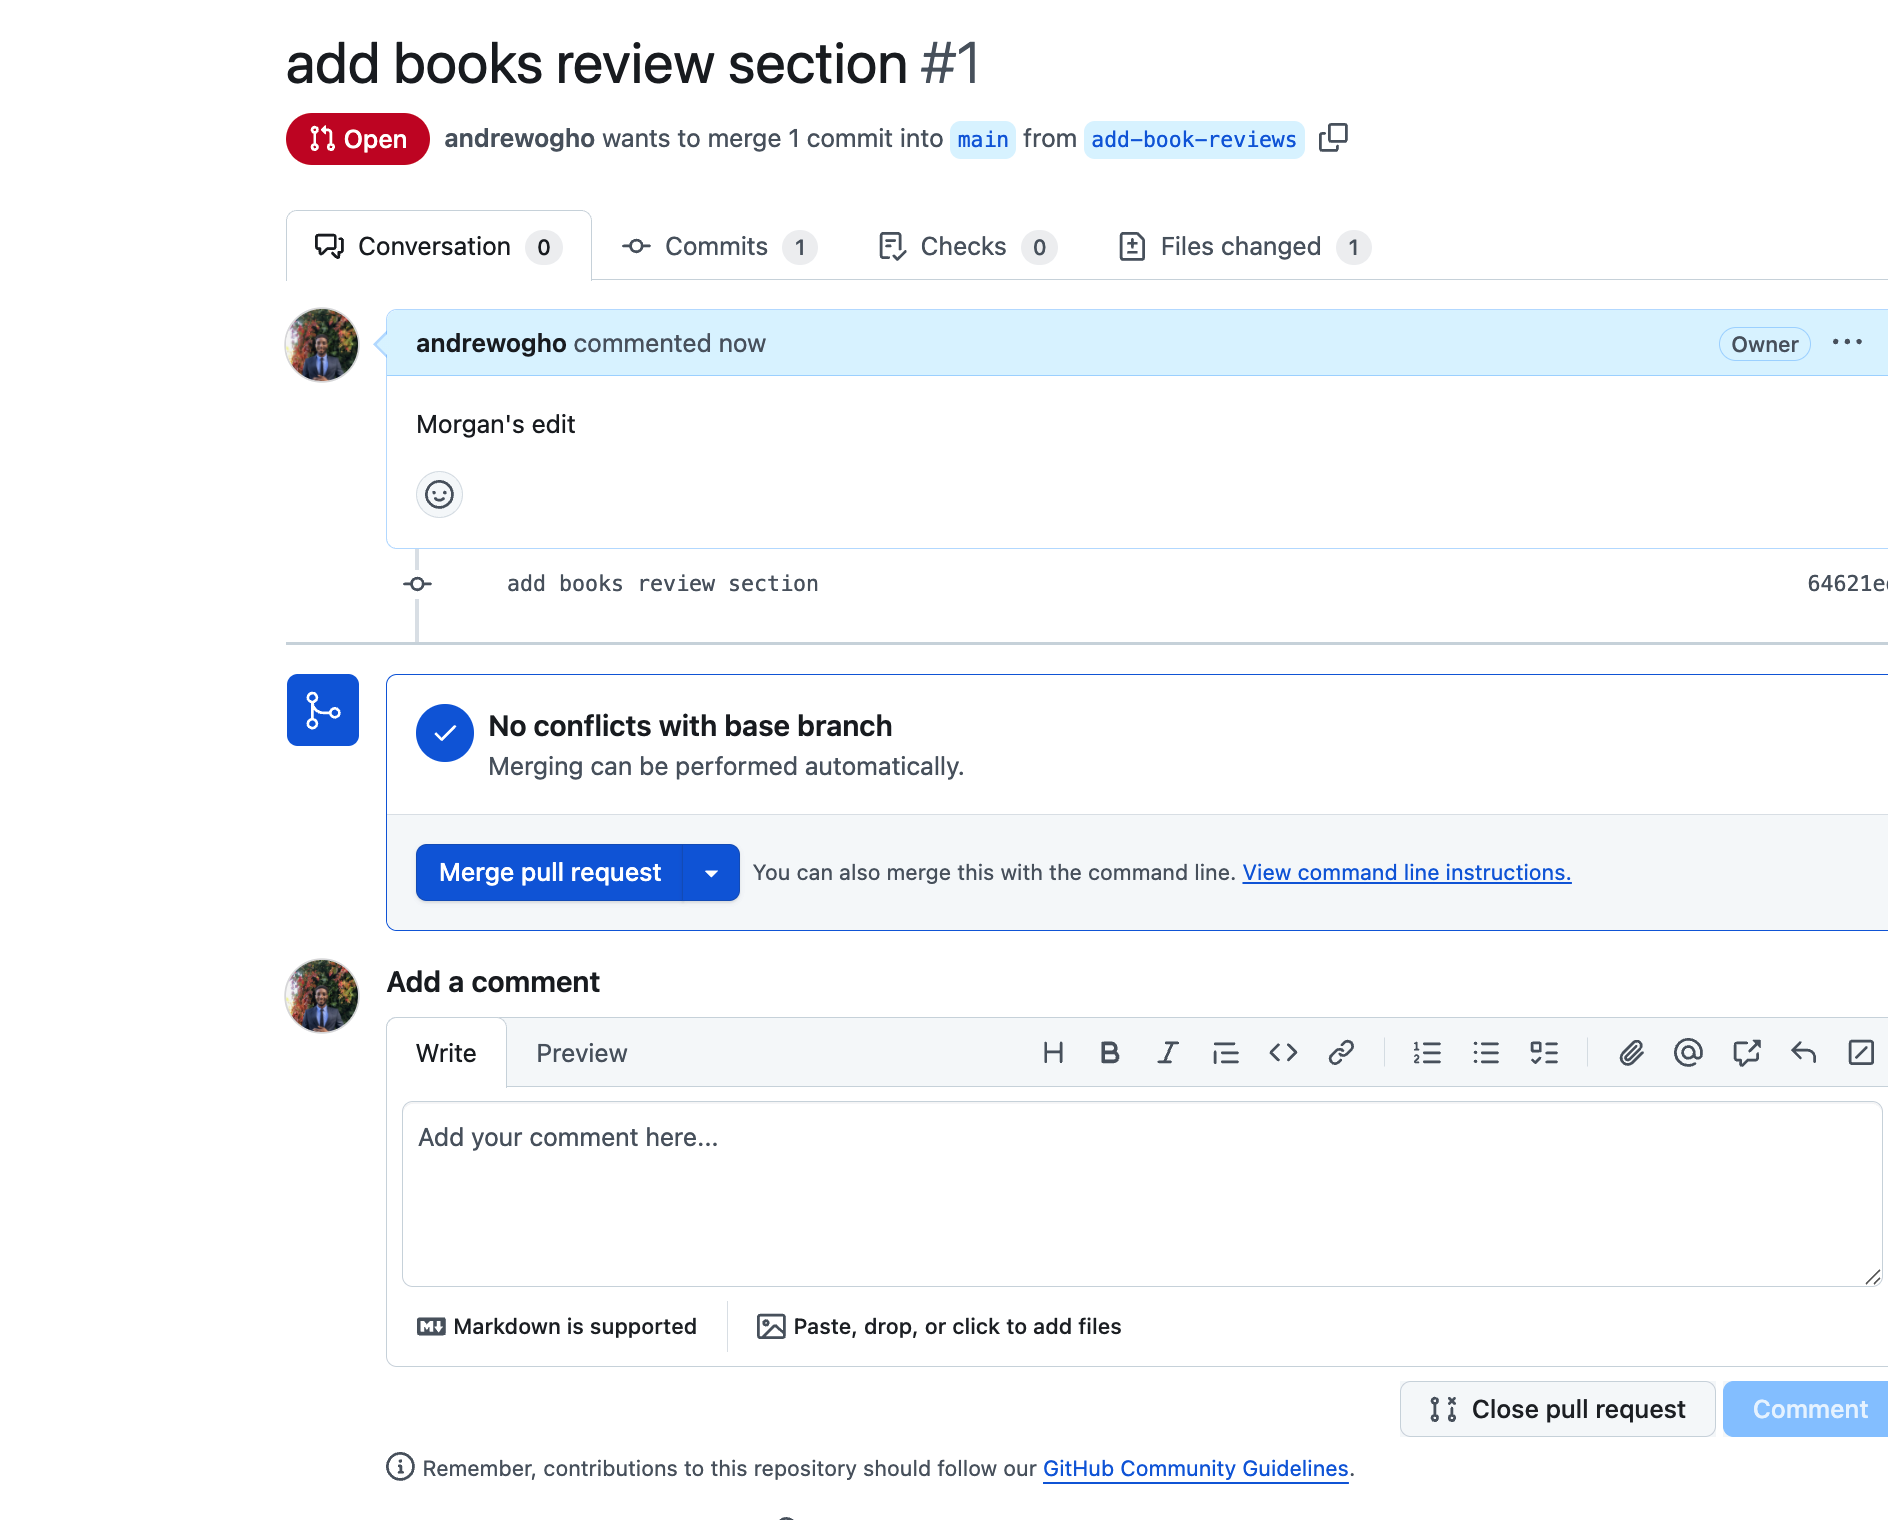 add books review section #1
Open andrewogho wants to merge 1 commit into main from add-book-reviews
Conversation 0 Commits 1 Checks 0 Files changed 1
andrewogho commented now Owner
Morgan's edit
add books review section 64621e
No conflicts with base branch
Merging can be performed automatically.
Merge pull request You can also merge this with the command line. View command line instructions.
Add a comment
Write Preview
Add your comment here...
Markdown is supported Paste, drop, or click to add files
Close pull request Comment
Remember, contributions to this repository should follow our GitHub Community Guidelines.